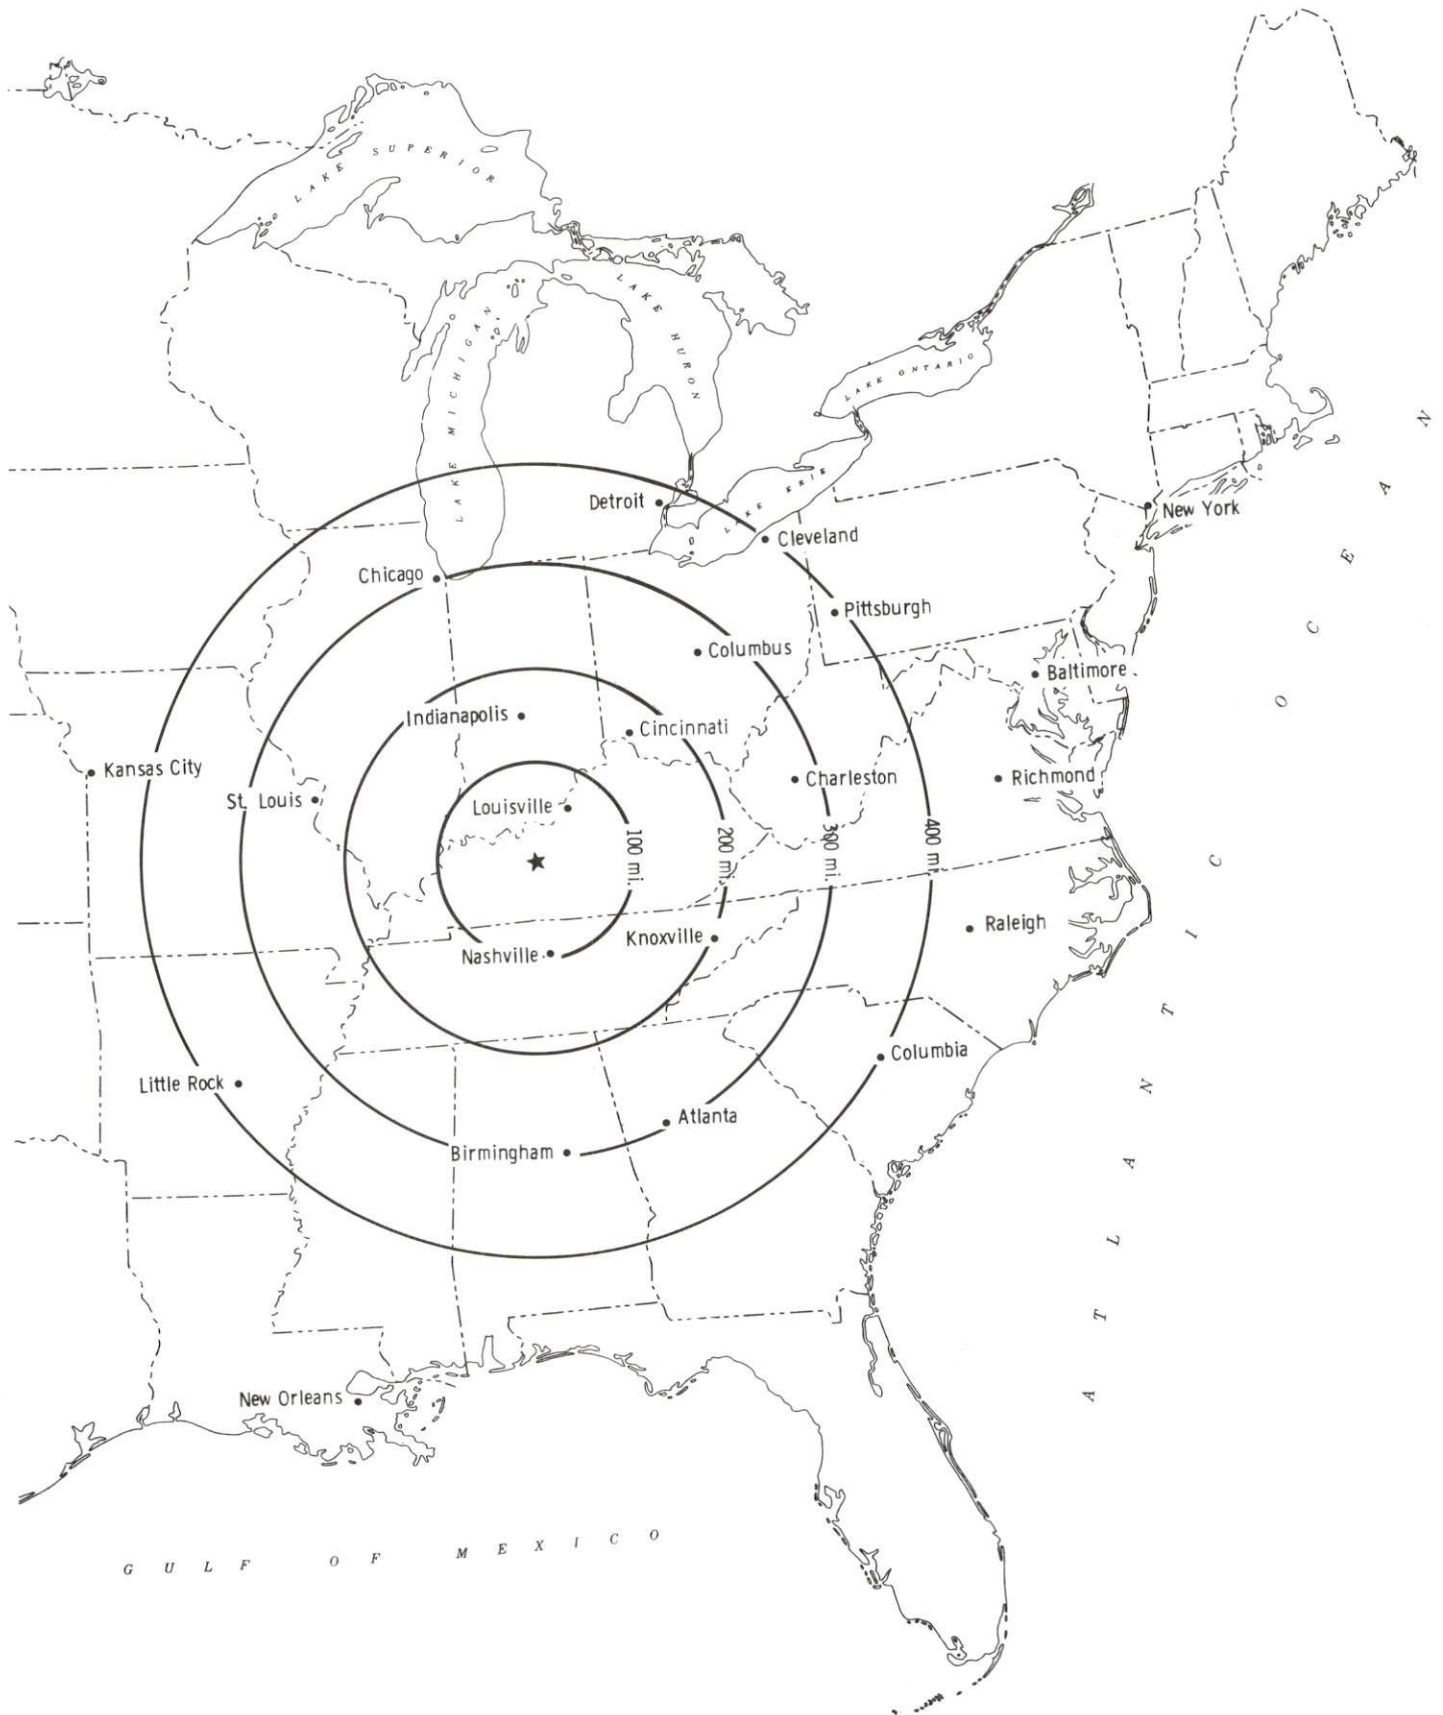 LAKE SUPERIOR
LAKE MICHIGAN
LAKE HURON
LAKE ONTARIO
LAKE ERIE
Detroit
Cleveland
New York
Chicago
Pittsburgh
Columbus
Baltimore
Indianapolis
Cincinnati
Kansas City
St. Louis
Louisville
Charleston
Richmond
100 mi.
200 mi.
300 mi.
400 mi.
Knoxville
Raleigh
Nashville
Columbia
Little Rock
Atlanta
Birmingham
New Orleans
ATLANTIC OCEAN
GULF OF MEXICO